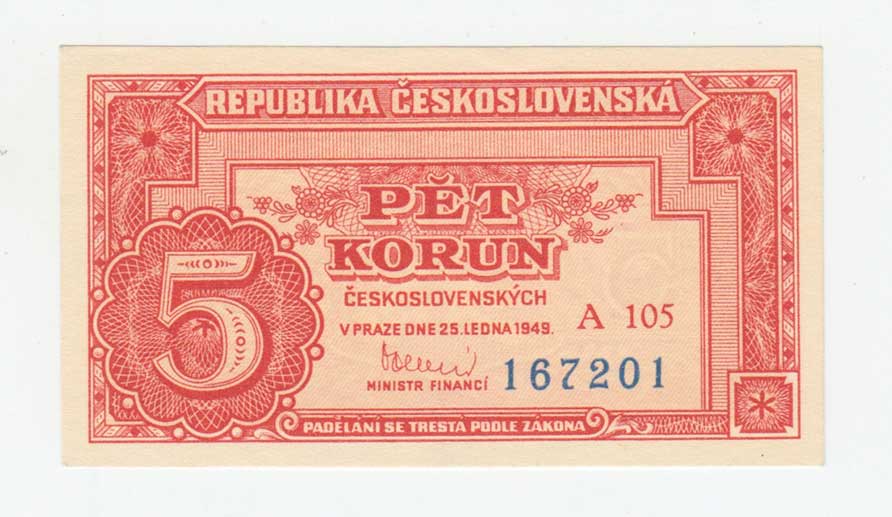 REPUBLIKA ČESKOSLOVENSKÁ
PĚT
KORUN
ČESKOSLOVENSKÝCH
V PRAZE DNE 25. LEDNA 1949.
A 105
MINISTR FINANCÍ
167201
5
PADĚLÁNÍ SE TRESTÁ PODLE ZÁKONA